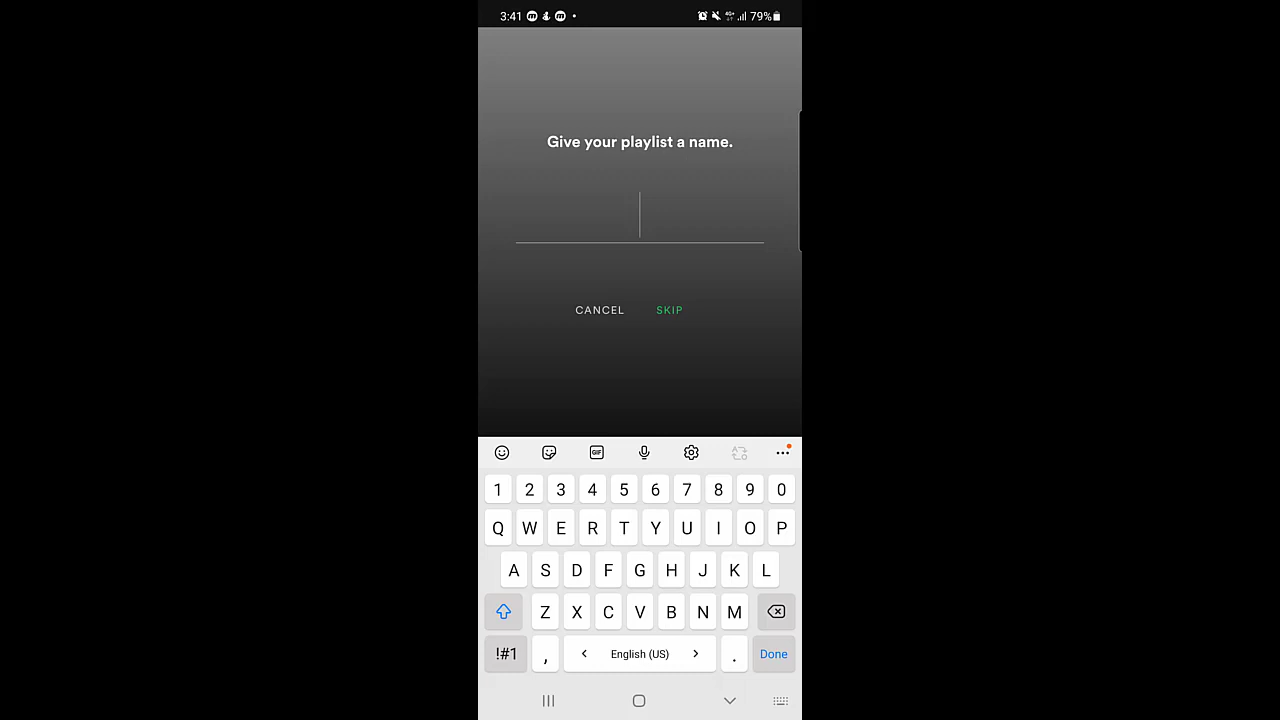 3:41 79%
Give your playlist a name.
CANCEL SKIP
GIF
1 2 3 4 5 6 7 8 9 0
Q W E R T Y U I O P
A S D F G H J K L
Z X C V B N M
!#1 , < English (US) > . Done